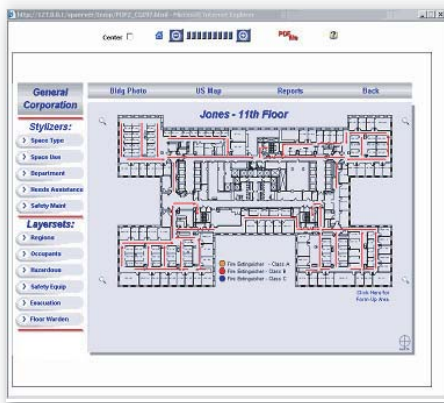 Center
PDF
General
Corporation
Bldg Photo US Map Reports Back
Stylizers:
Space Type
Space Use
Department
Needs Assistance
Safety Maint
Layersets:
Regions
Occupants
Hazardous
Safety Equip
Evacuation
Floor Warden
Jones - 11th Floor
Fire Extinguisher - Class A
Fire Extinguisher - Class B
Fire Extinguisher - Class C
Click Here for
Form-Up Area